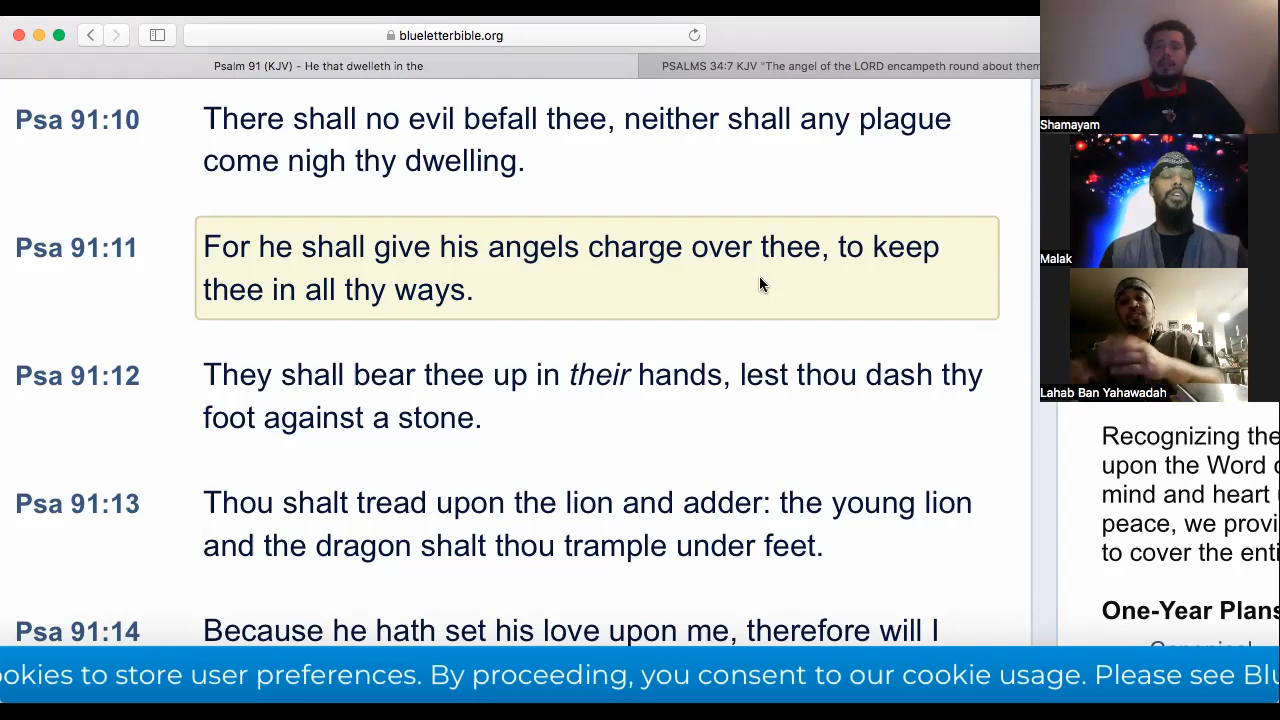 blueletterbible.org
Psalm 91 (KJV) - He that dwelleth in the
PSALMS 34:7 KJV "The angel of the LORD encampeth round about them
Shamayam
Malak
Lahab Ban Yahawadah
Psa 91:10 There shall no evil befall thee, neither shall any plague
come nigh thy dwelling.
Psa 91:11 For he shall give his angels charge over thee, to keep
thee in all thy ways.
Psa 91:12 They shall bear thee up in their hands, lest thou dash thy
foot against a stone.
Psa 91:13 Thou shalt tread upon the lion and adder: the young lion
and the dragon shalt thou trample under feet.
Psa 91:14 Because he hath set his love upon me, therefore will I
Recognizing the
upon the Word
mind and heart
peace, we provi
to cover the enti
One-Year Plans
ookies to store user preferences. By proceeding, you consent to our cookie usage. Please see Blu